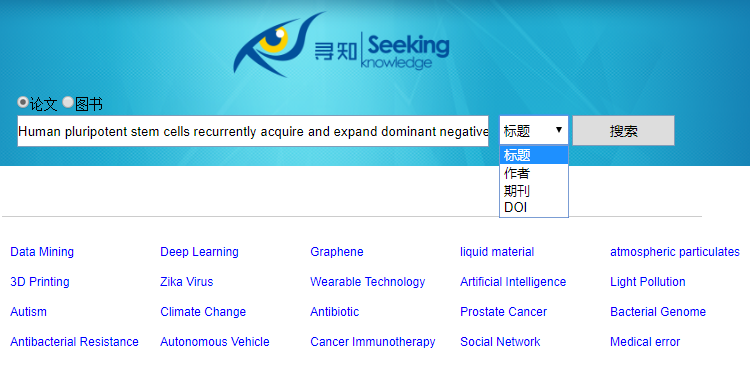 寻知 Seeking knowledge
论文 图书
Human pluripotent stem cells recurrently acquire and expand dominant negative 标题 搜索
标题
作者
期刊
DOI
Data Mining Deep Learning Graphene liquid material atmospheric particulates
3D Printing Zika Virus Wearable Technology Artificial Intelligence Light Pollution
Autism Climate Change Antibiotic Prostate Cancer Bacterial Genome
Antibacterial Resistance Autonomous Vehicle Cancer Immunotherapy Social Network Medical error